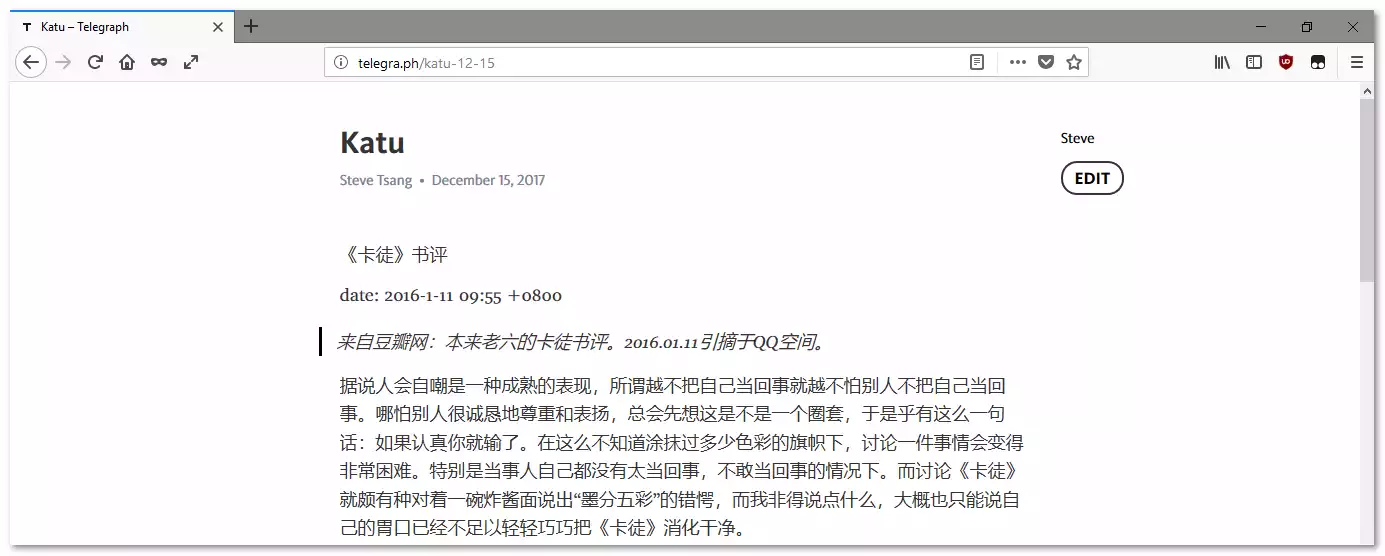 Katu – Telegraph
telegra.ph/katu-12-15
Katu
Steve
Steve Tsang • December 15, 2017
EDIT
《卡徒》书评
date: 2016-1-11 09:55 +0800
来自豆瓣网：本来老六的卡徒书评。2016.01.11引摘于QQ空间。
据说人会自嘲是一种成熟的表现，所谓越不把自己当回事就越不怕别人不把自己当回
事。哪怕别人很诚恳地尊重和表扬，总会先想这是不是一个圈套，于是乎有这么一句
话：如果认真你就输了。在这么不知道涂抹过多少色彩的旗帜下，讨论一件事情会变得
非常困难。特别是当事人自己都没有太当回事，不敢当回事的情况下。而讨论《卡徒》
就颇有种对着一碗炸酱面说出“墨分五彩”的错愕，而我非得说点什么，大概也只能说自
己的胃口已经不足以轻轻巧巧把《卡徒》消化干净。